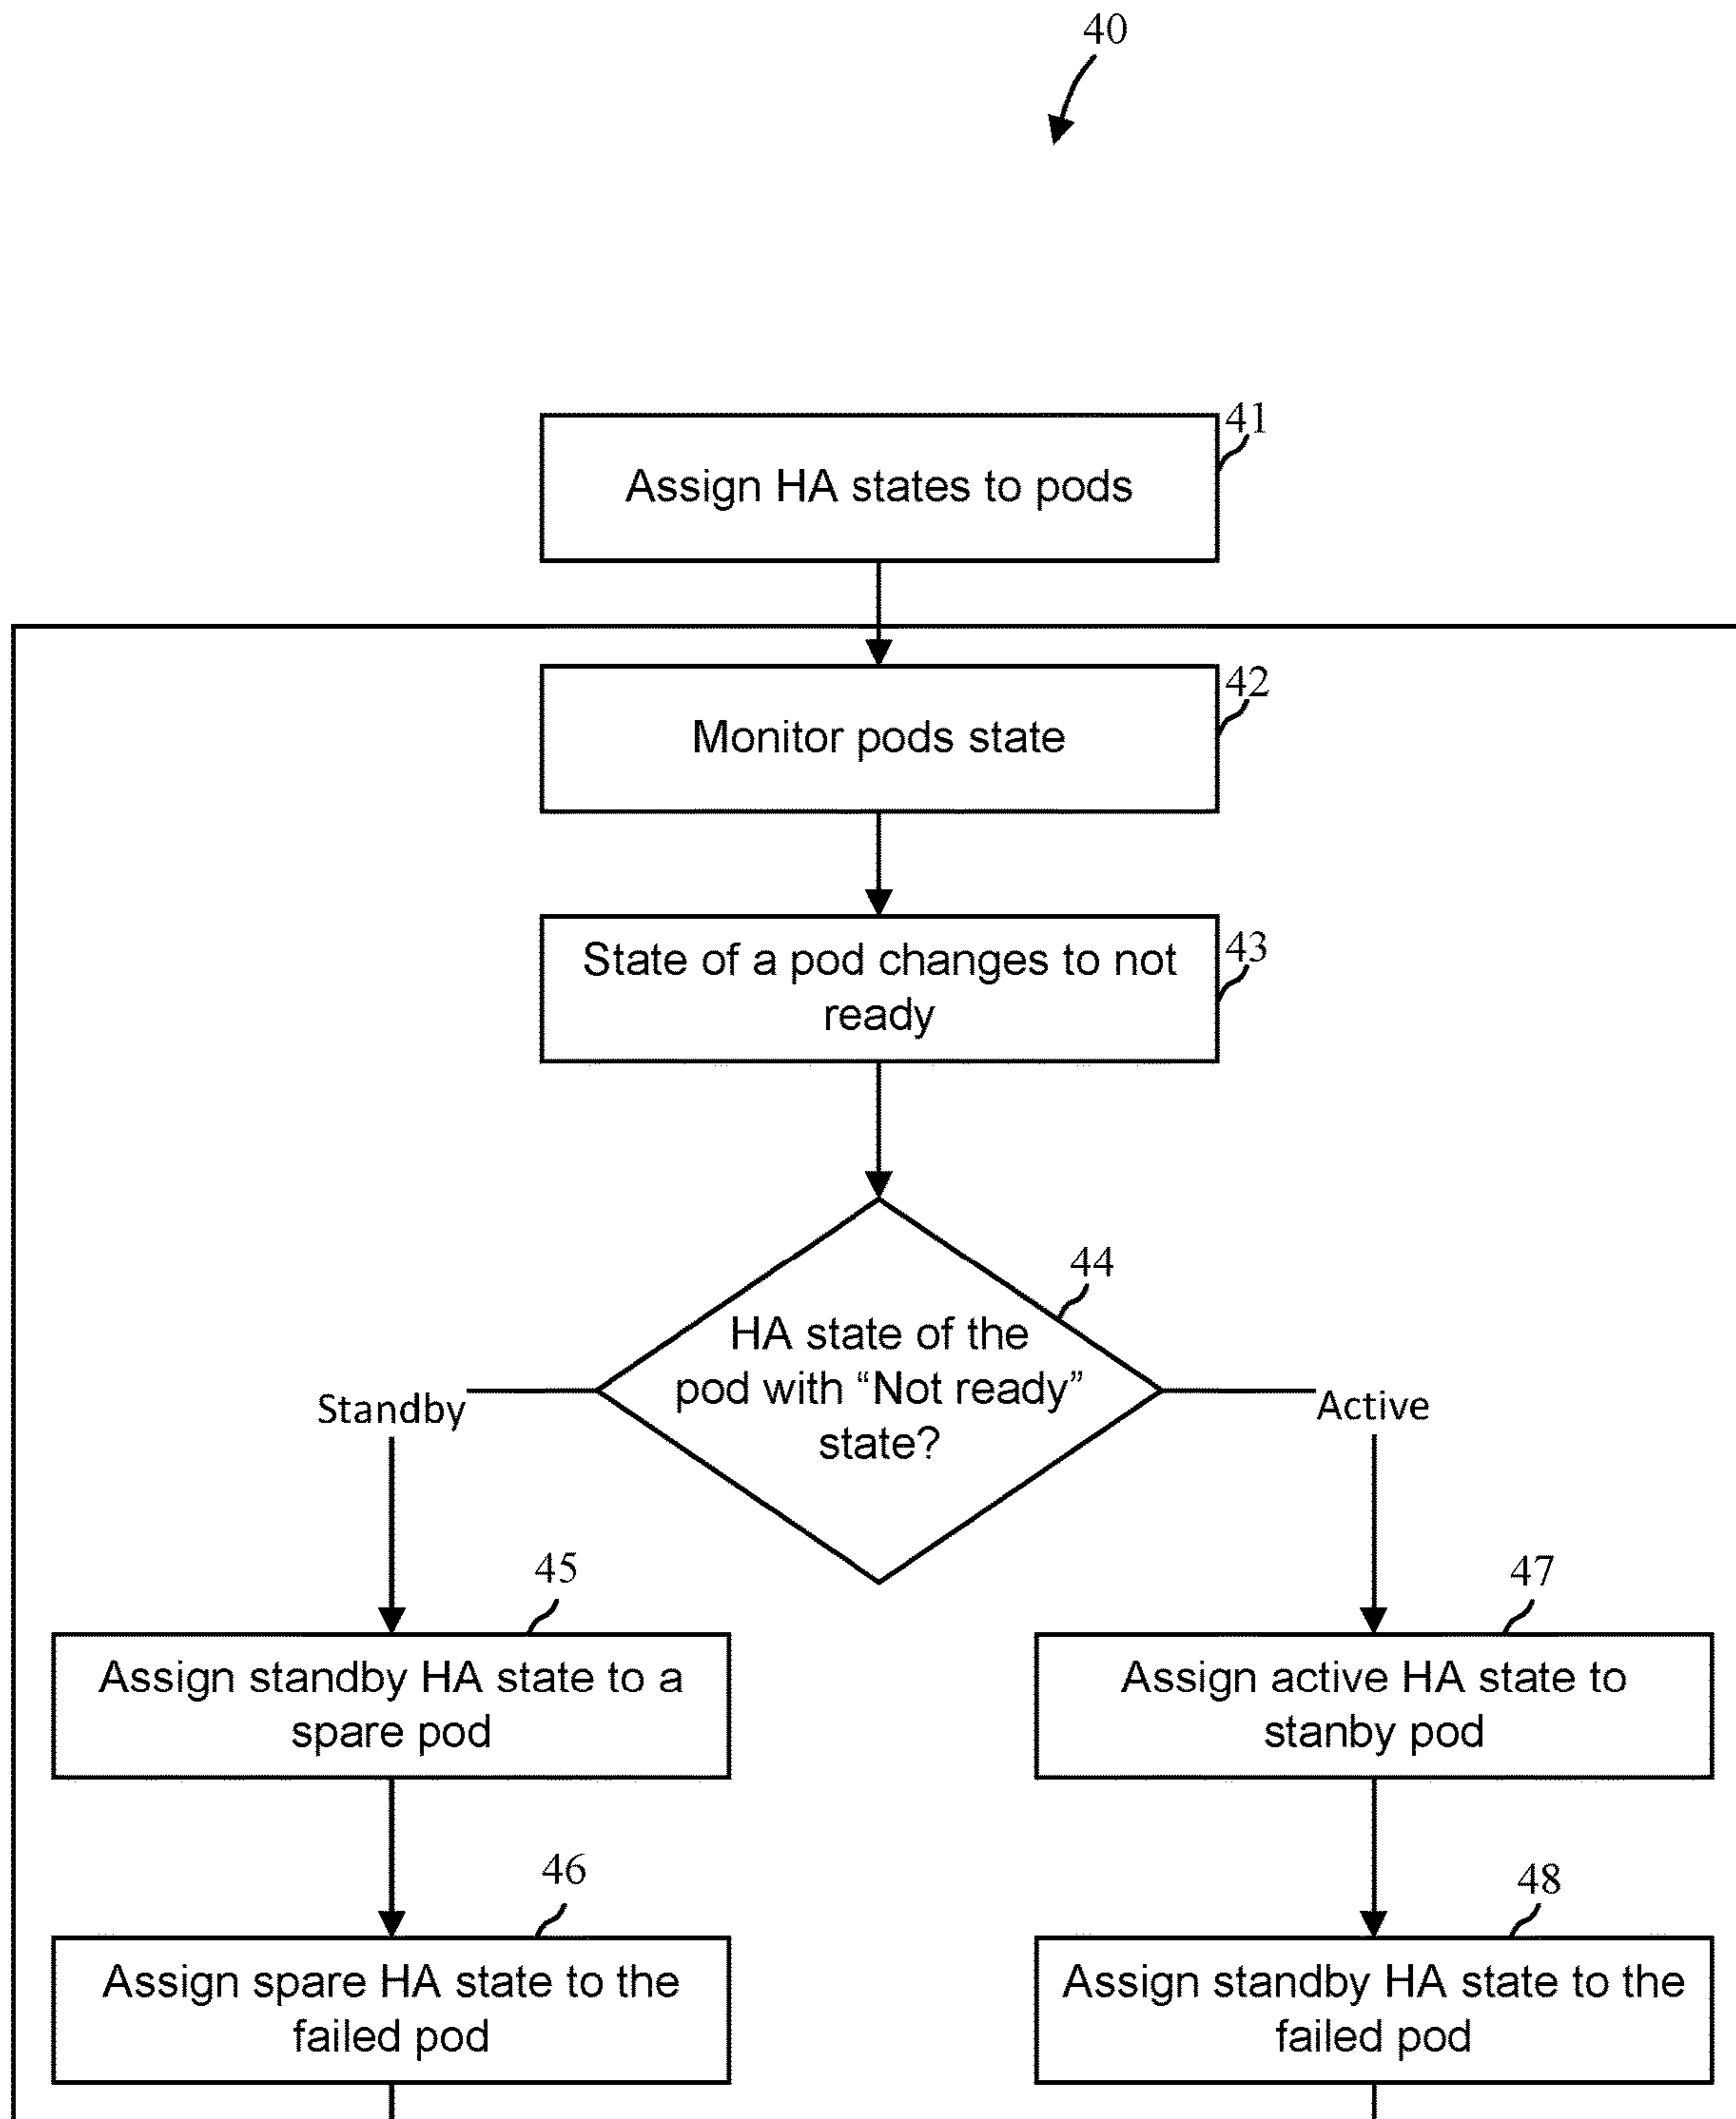 40
41
Assign HA states to pods
42
Monitor pods state
43
State of a pod changes to not
ready
44
HA state of the
pod with “Not ready”
state?
Standby
Active
45
Assign standby HA state to a
spare pod
47
Assign active HA state to
stanby pod
46
Assign spare HA state to the
failed pod
48
Assign standby HA state to the
failed pod